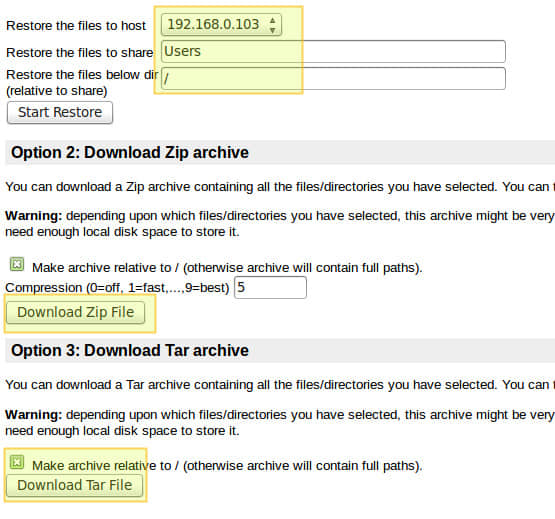 Restore the files to host 192.168.0.103
Restore the files to share Users
Restore the files below dir /
(relative to share)
Start Restore
Option 2: Download Zip archive
You can download a Zip archive containing all the files/directories you have selected. You can
Warning: depending upon which files/directories you have selected, this archive might be very
need enough local disk space to store it.
Make archive relative to / (otherwise archive will contain full paths).
Compression (0=off, 1=fast,...,9=best) 5
Download Zip File
Option 3: Download Tar archive
You can download a Tar archive containing all the files/directories you have selected. You can
Warning: depending upon which files/directories you have selected, this archive might be very
need enough local disk space to store it.
Make archive relative to / (otherwise archive will contain full paths).
Download Tar File